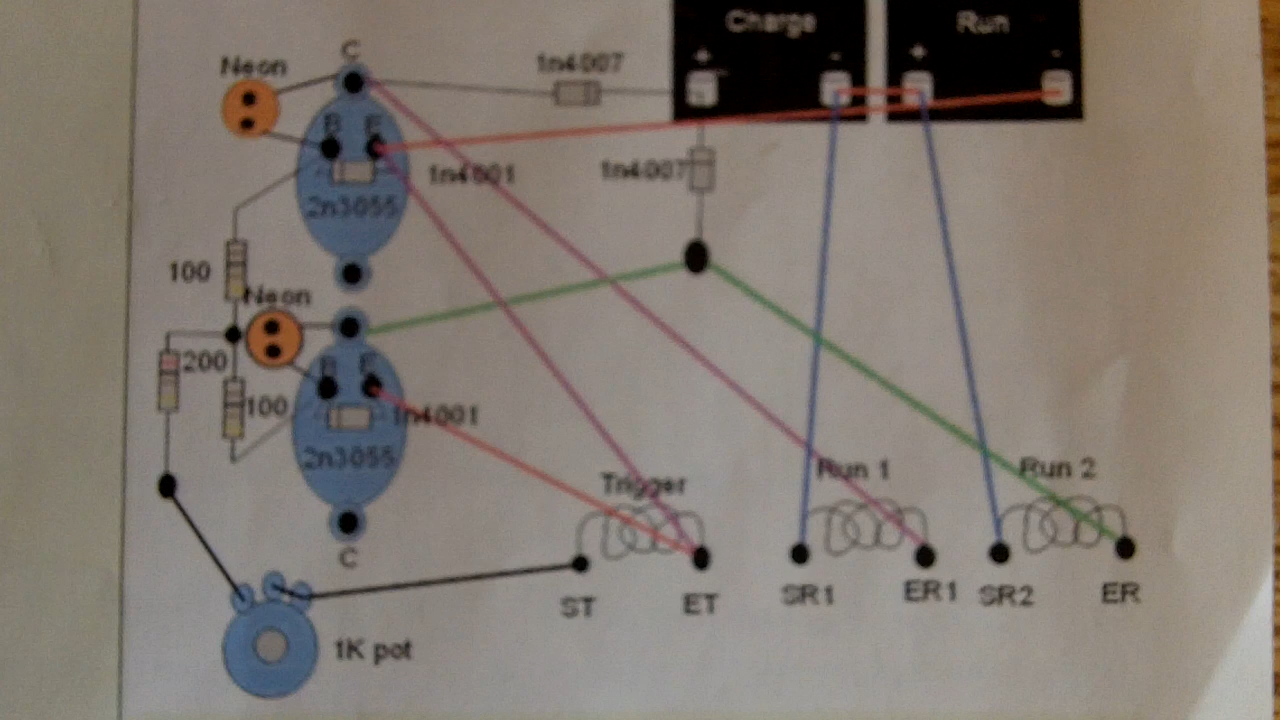 Charge
Run
+
-
+
-
Neon
C
1n4007
B
E
1n4001
1n4007
2n3055
100
Neon
200
B
E
100
1n4001
2n3055
Trigger
Run 1
Run 2
C
ST
ET
SR1
ER1
SR2
ER
1K pot